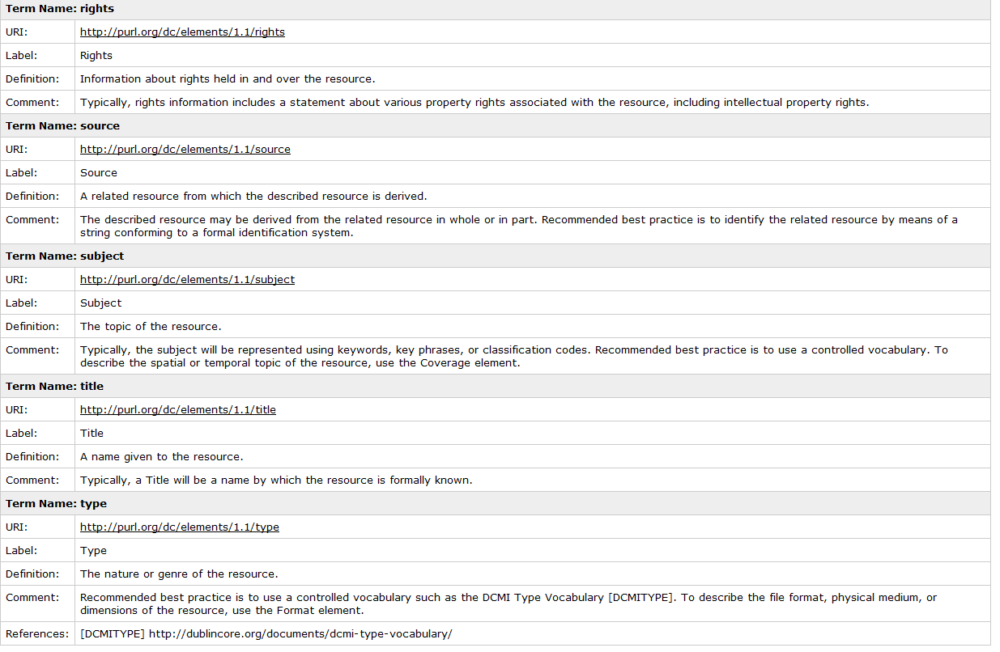 Term Name: rights
URI: http://purl.org/dc/elements/1.1/rights
Label: Rights
Definition: Information about rights held in and over the resource.
Comment: Typically, rights information includes a statement about various property rights associated with the resource, including intellectual property rights.
Term Name: source
URI: http://purl.org/dc/elements/1.1/source
Label: Source
Definition: A related resource from which the described resource is derived.
Comment: The described resource may be derived from the related resource in whole or in part. Recommended best practice is to identify the related resource by means of a
string conforming to a formal identification system.
Term Name: subject
URI: http://purl.org/dc/elements/1.1/subject
Label: Subject
Definition: The topic of the resource.
Comment: Typically, the subject will be represented using keywords, key phrases, or classification codes. Recommended best practice is to use a controlled vocabulary. To
describe the spatial or temporal topic of the resource, use the Coverage element.
Term Name: title
URI: http://purl.org/dc/elements/1.1/title
Label: Title
Definition: A name given to the resource.
Comment: Typically, a Title will be a name by which the resource is formally known.
Term Name: type
URI: http://purl.org/dc/elements/1.1/type
Label: Type
Definition: The nature or genre of the resource.
Comment: Recommended best practice is to use a controlled vocabulary such as the DCMI Type Vocabulary [DCMITYPE]. To describe the file format, physical medium, or
dimensions of the resource, use the Format element.
References: [DCMITYPE] http://dublincore.org/documents/dcmi-type-vocabulary/